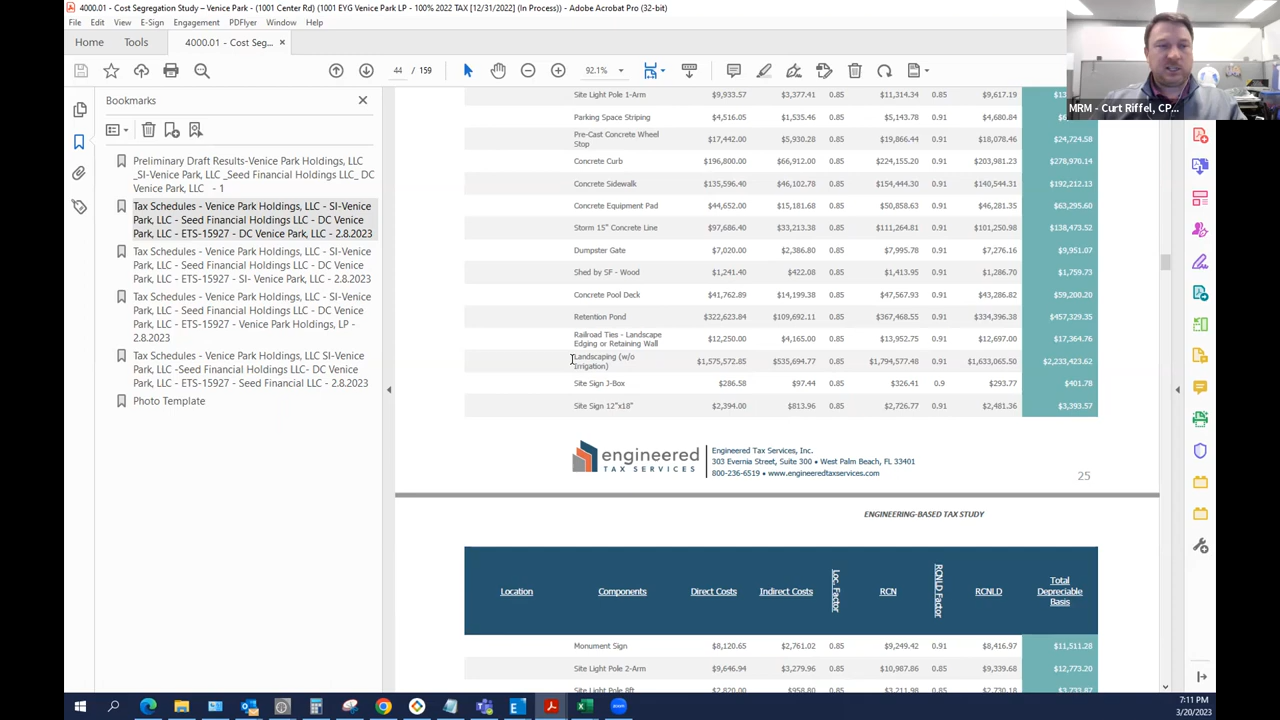 4000.01 - Cost Segregation Study – Venice Park - (1001 Center Rd) (1001 EYG Venice Park LP - 100% 2022 TAX [12/31/2022] (In Process)) - Adobe Acrobat Pro (32-bit)
File Edit View E-Sign Engagement PDFlyer Window Help
Home Tools 4000.01 - Cost Seg... ×
44 / 159 92.1%
MRM - Curt Riffel, CP...
Bookmarks
Preliminary Draft Results-Venice Park Holdings, LLC
_SI-Venice Park, LLC _Seed Financial Holdings LLC_ DC
Venice Park, LLC - 1
Tax Schedules - Venice Park Holdings, LLC - SI-Venice
Park, LLC - Seed Financial Holdings LLC - DC Venice
Park, LLC - ETS-15927 - DC Venice Park, LLC - 2.8.2023
Tax Schedules - Venice Park Holdings, LLC - SI-Venice
Park, LLC - Seed Financial Holdings LLC - DC Venice
Park, LLC - ETS-15927 - SI- Venice Park, LLC - 2.8.2023
Tax Schedules - Venice Park Holdings, LLC - SI-Venice
Park, LLC - Seed Financial Holdings LLC - DC Venice
Park, LLC - ETS-15927 - Venice Park Holdings, LP -
2.8.2023
Tax Schedules - Venice Park Holdings, LLC SI-Venice
Park, LLC -Seed Financial Holdings LLC- DC Venice
Park, LLC - ETS-15927 - Seed Financial LLC - 2.8.2023
Photo Template
Site Light Pole 1-Arm $9,933.57 $3,377.41 0.85 $11,314.34 0.85 $9,617.19
Parking Space Striping $4,516.05 $1,535.46 0.85 $5,143.78 0.91 $4,680.84
Pre-Cast Concrete Wheel
Stop $17,442.00 $5,930.28 0.85 $19,866.44 0.91 $18,078.46 $24,724.58
Concrete Curb $196,800.00 $66,912.00 0.85 $224,155.20 0.91 $203,981.23 $278,970.14
Concrete Sidewalk $135,596.40 $46,102.78 0.85 $154,444.30 0.91 $140,544.31 $192,212.13
Concrete Equipment Pad $44,652.00 $15,181.68 0.85 $50,858.63 0.91 $46,281.35 $63,295.60
Storm 15" Concrete Line $97,686.40 $33,213.38 0.85 $111,264.81 0.91 $101,250.98 $138,473.52
Dumpster Gate $7,020.00 $2,386.80 0.85 $7,995.78 0.91 $7,276.16 $9,951.07
Shed by SF - Wood $1,241.40 $422.08 0.85 $1,413.95 0.91 $1,286.70 $1,759.73
Concrete Pool Deck $41,762.89 $14,199.38 0.85 $47,567.93 0.91 $43,286.82 $59,200.20
Retention Pond $322,623.84 $109,692.11 0.85 $367,468.55 0.91 $334,396.38 $457,329.35
Railroad Ties - Landscape
Edging or Retaining Wall $12,250.00 $4,165.00 0.85 $13,952.75 0.91 $12,697.00 $17,364.76
Landscaping (w/o
Irrigation) $1,575,572.85 $535,694.77 0.85 $1,794,577.48 0.91 $1,633,065.50 $2,233,423.62
Site Sign J-Box $286.58 $97.44 0.85 $326.41 0.9 $293.77 $401.78
Site Sign 12"x18" $2,394.00 $813.96 0.85 $2,726.77 0.91 $2,481.36 $3,393.57
engineered
TAX SERVICES
Engineered Tax Services, Inc.
303 Evernia Street, Suite 300 • West Palm Beach, FL 33401
800-236-6519 • www.engineeredtaxservices.com
25
ENGINEERING-BASED TAX STUDY
Location Components Direct Costs Indirect Costs Loc. Factor RCN RCNLD Factor RCNLD Total Depreciable Basis
Monument Sign $8,120.65 $2,761.02 0.85 $9,249.42 0.91 $8,416.97 $11,511.28
Site Light Pole 2-Arm $9,646.94 $3,279.96 0.85 $10,987.86 0.85 $9,339.68 $12,773.20
Site Light Pole 8ft $2,820.00 $958.80 0.85 $3,211.98 0.85 $2,730.18 $3,733.87
7:11 PM
3/20/2023